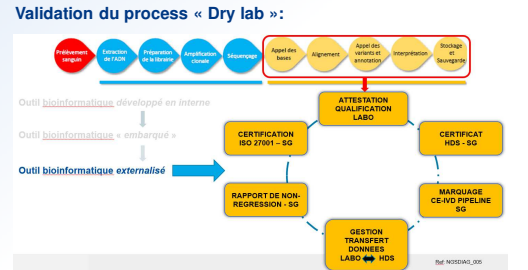 Validation du process « Dry lab »:
Prélèvement
sanguin
Extraction
de l'ADN
Préparation
de la librairie
Amplification
clonale
Séquençage
Appel des
bases
Alignement
Appel des
variants et
annotation
Interprétation
Stockage
et
Sauvegarde
Outil bioinformatique développé en interne
Outil bioinformatique « embarqué »
Outil bioinformatique externalisé
ATTESTATION
QUALIFICATION
LABO
CERTIFICATION
ISO 27001 – SG
CERTIFICAT
HDS - SG
RAPPORT DE NON-
REGRESSION - SG
MARQUAGE
CE-IVD PIPELINE
SG
GESTION
TRANSFERT
DONNEES
LABO HDS
Ref: NGSDIAG_005